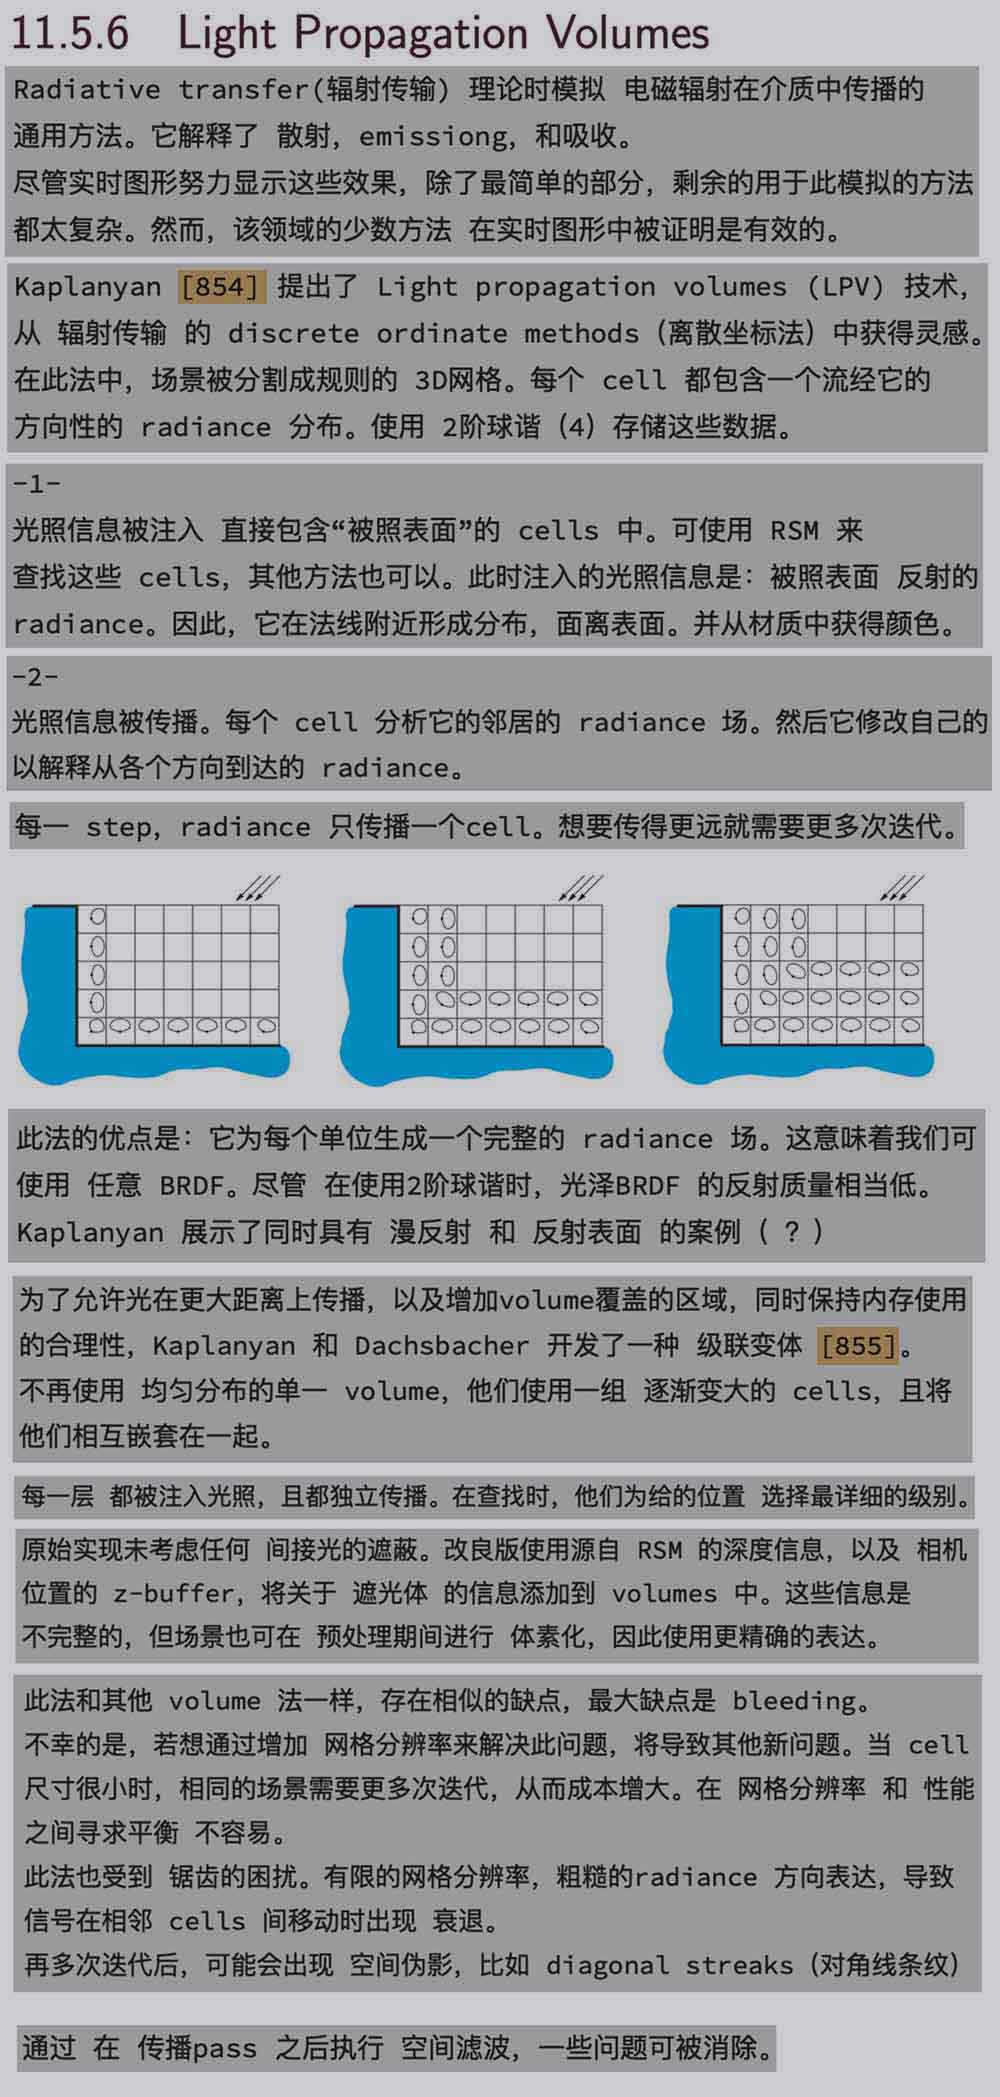 11.5.6 Light Propagation Volumes
Radiative transfer(辐射传输) 理论时模拟 电磁辐射在介质中传播的
通用方法。它解释了 散射，emissiong，和吸收。
尽管实时图形努力显示这些效果，除了最简单的部分，剩余的用于此模拟的方法
都太复杂。然而，该领域的少数方法 在实时图形中被证明是有效的。
Kaplanyan [854] 提出了 Light propagation volumes (LPV) 技术，
从 辐射传输 的 discrete ordinate methods（离散坐标法）中获得灵感。
在此法中，场景被分割成规则的 3D网格。每个 cell 都包含一个流经它的
方向性的 radiance 分布。使用 2阶球谐（4）存储这些数据。
-1-
光照信息被注入 直接包含“被照表面”的 cells 中。可使用 RSM 来
查找这些 cells，其他方法也可以。此时注入的光照信息是：被照表面 反射的
radiance。因此，它在法线附近形成分布，面离表面。并从材质中获得颜色。
-2-
光照信息被传播。每个 cell 分析它的邻居的 radiance 场。然后它修改自己的
以解释从各个方向到达的 radiance。
每一 step，radiance 只传播一个cell。想要传得更远就需要更多次迭代。
此法的优点是：它为每个单位生成一个完整的 radiance 场。这意味着我们可
使用 任意 BRDF。尽管 在使用2阶球谐时，光泽BRDF 的反射质量相当低。
Kaplanyan 展示了同时具有 漫反射 和 反射表面 的案例（ ? ）
为了允许光在更大距离上传播，以及增加volume覆盖的区域，同时保持内存使用
的合理性，Kaplanyan 和 Dachsbacher 开发了一种 级联变体 [855]。
不再使用 均匀分布的单一 volume，他们使用一组 逐渐变大的 cells，且将
他们相互嵌套在一起。
每一层 都被注入光照，且都独立传播。在查找时，他们为给的位置 选择最详细的级别。
原始实现未考虑任何 间接光的遮蔽。改良版使用源自 RSM 的深度信息，以及 相机
位置的 z-buffer，将关于 遮光体 的信息添加到 volumes 中。这些信息是
不完整的，但场景也可在 预处理期间进行 体素化，因此使用更精确的表达。
此法和其他 volume 法一样，存在相似的缺点，最大缺点是 bleeding。
不幸的是，若想通过增加 网格分辨率来解决此问题，将导致其他新问题。当 cell
尺寸很小时，相同的场景需要更多次迭代，从而成本增大。在 网格分辨率 和 性能
之间寻求平衡 不容易。
此法也受到 锯齿的困扰。有限的网格分辨率，粗糙的radiance 方向表达，导致
信号在相邻 cells 间移动时出现 衰退。
再多次迭代后，可能会出现 空间伪影，比如 diagonal streaks（对角线条纹）
通过 在 传播pass 之后执行 空间滤波，一些问题可被消除。